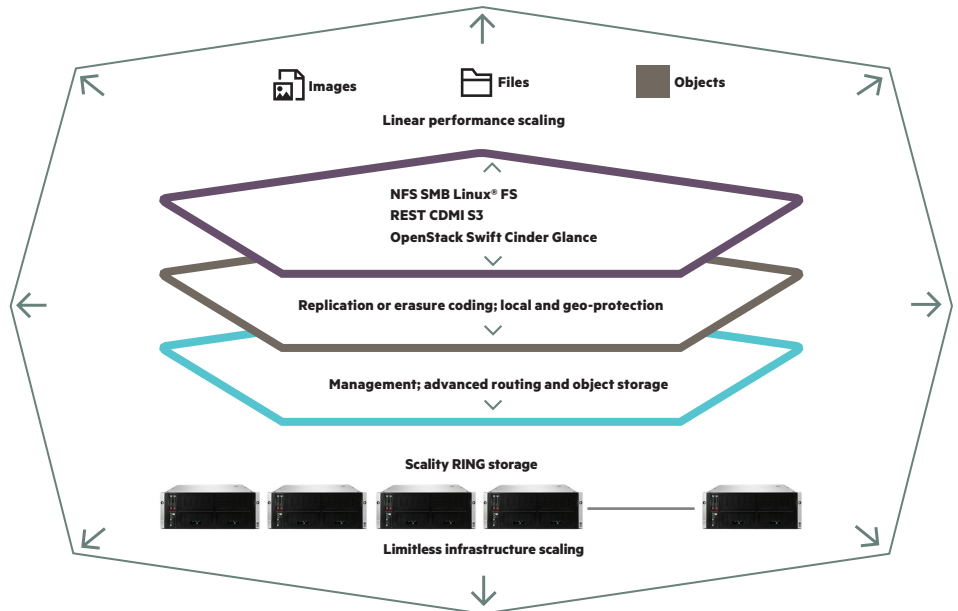 Images
Files
Objects
Linear performance scaling
NFS SMB Linux® FS
REST CDMI S3
OpenStack Swift Cinder Glance
Replication or erasure coding; local and geo-protection
Management; advanced routing and object storage
Scality RING storage
Limitless infrastructure scaling